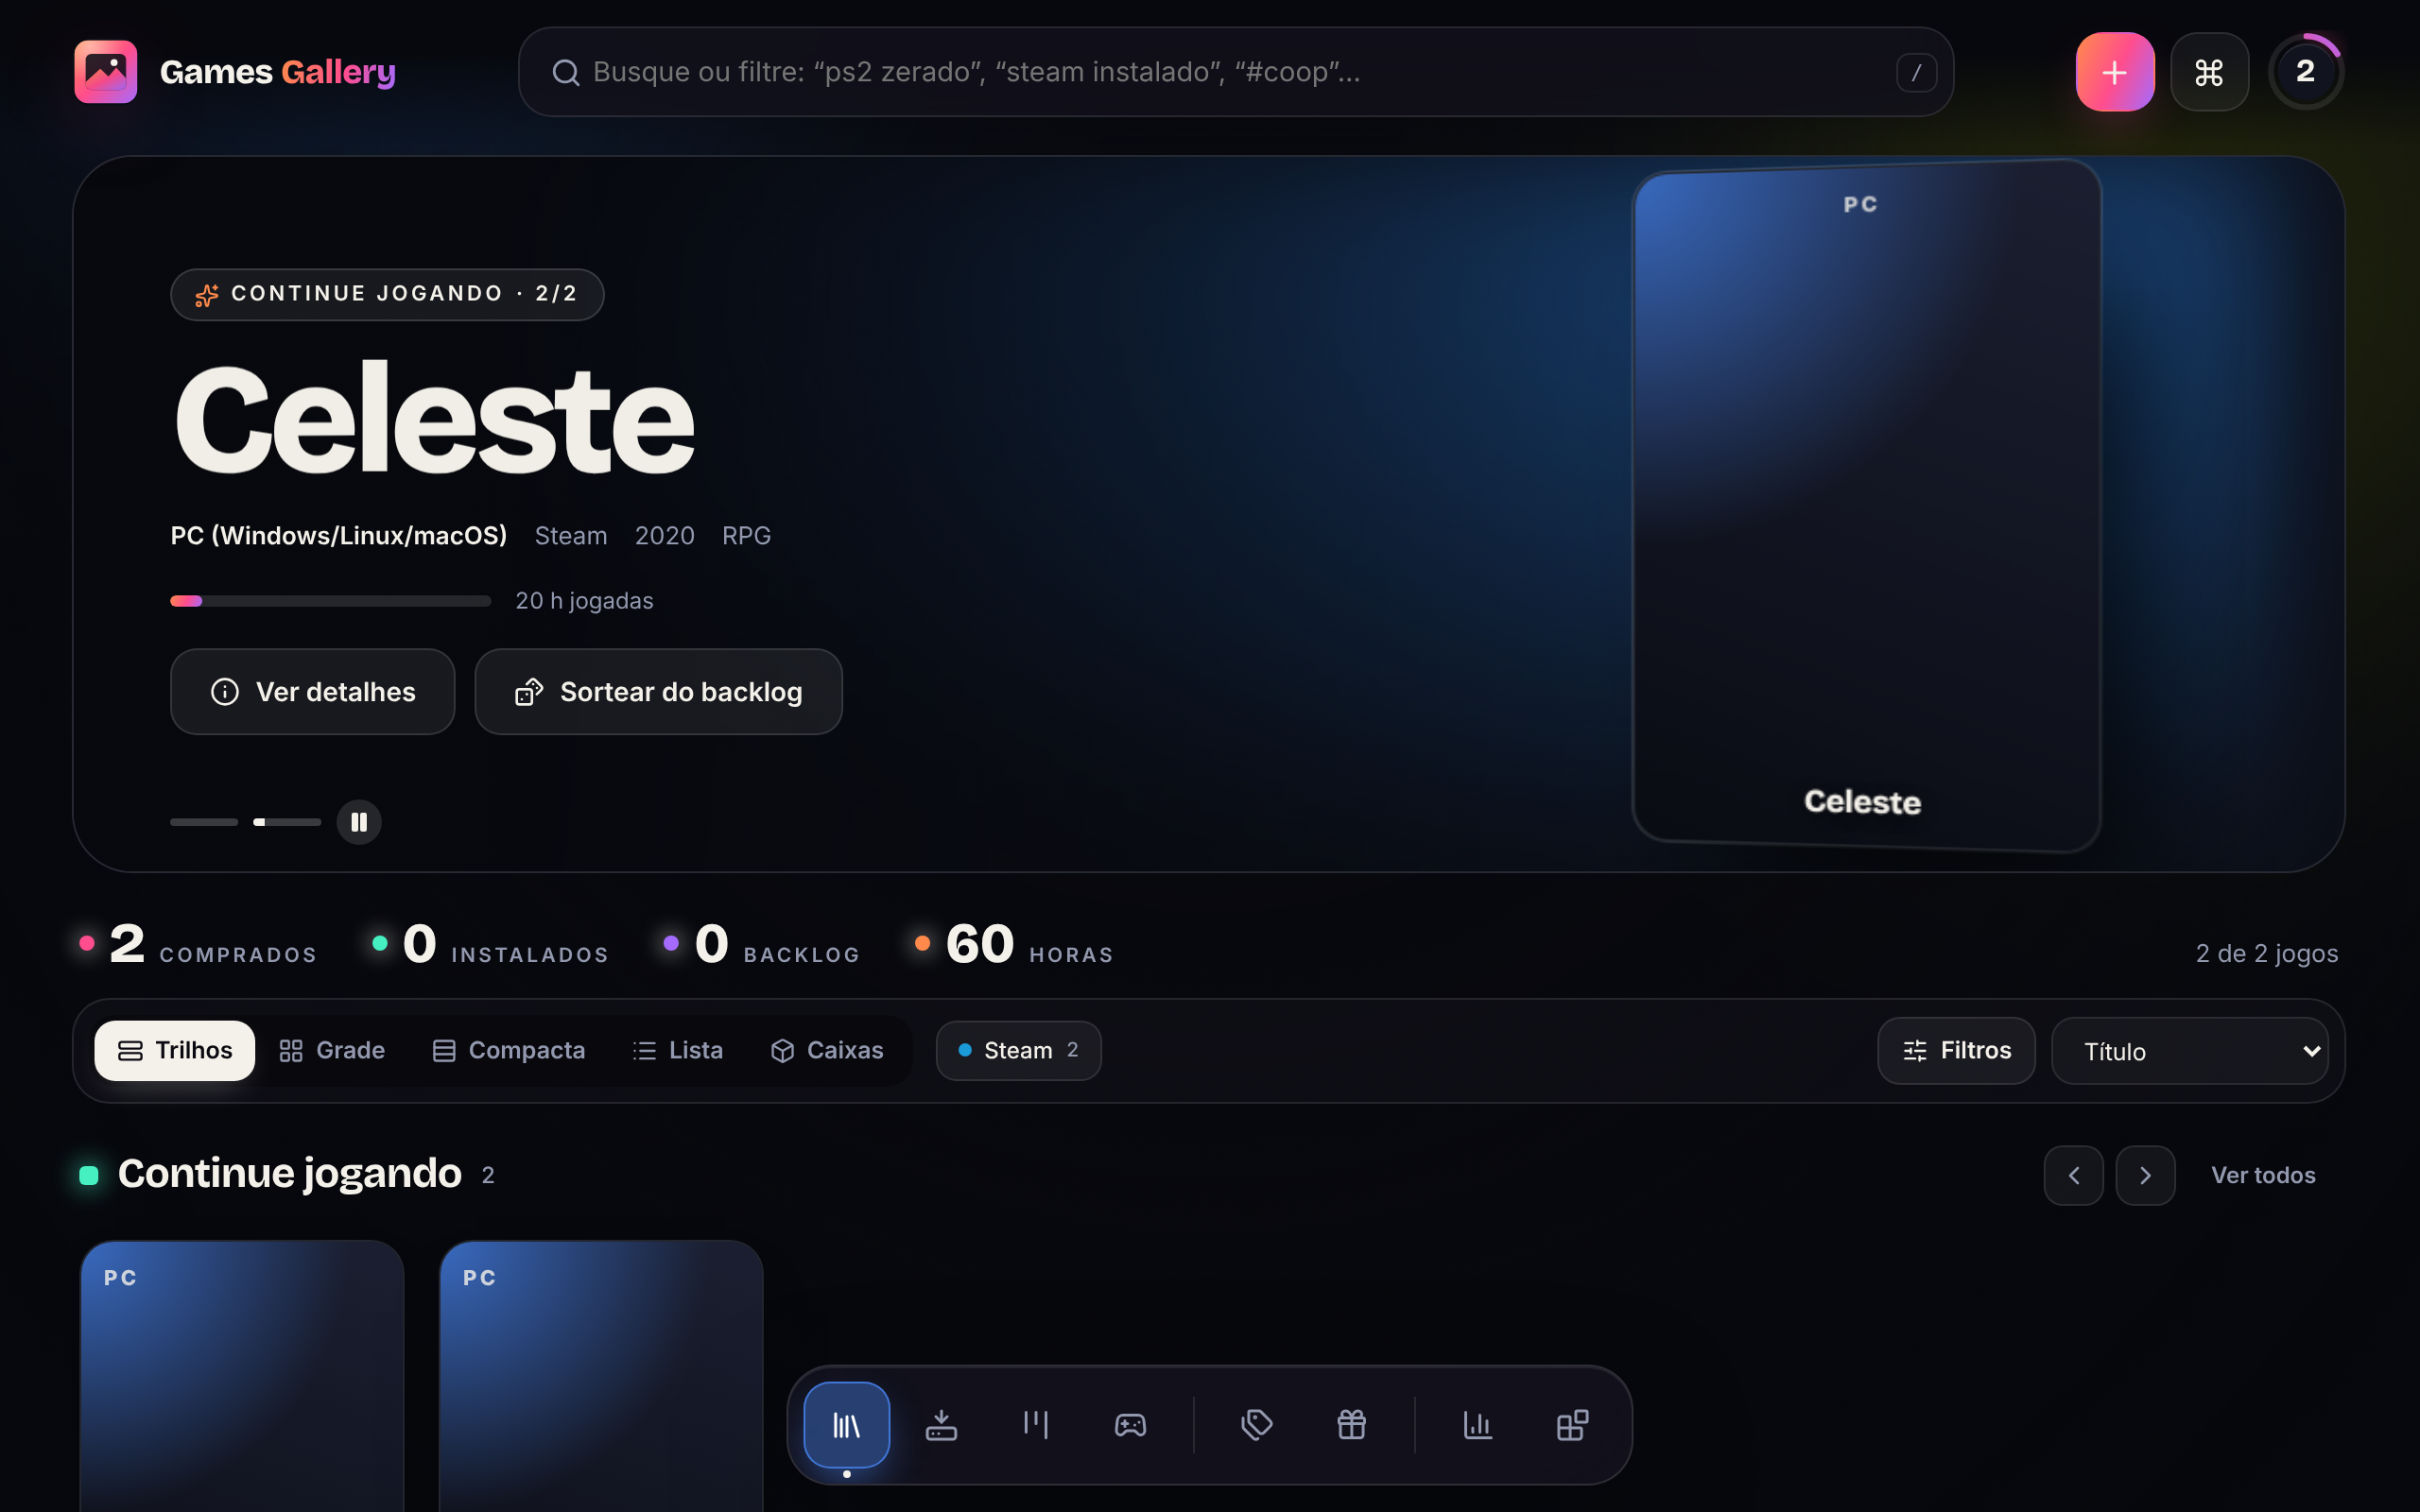 Games Gallery
Busque ou filtre: “ps2 zerado”, “steam instalado”, “#coop”…
/
2
CONTINUE JOGANDO · 2/2
Celeste
PC (Windows/Linux/macOS) Steam 2020 RPG
20 h jogadas
Ver detalhes
Sortear do backlog
PC
Celeste
2 COMPRADOS
0 INSTALADOS
0 BACKLOG
60 HORAS
2 de 2 jogos
Trilhos
Grade
Compacta
Lista
Caixas
Steam 2
Filtros
Título
Continue jogando 2
Ver todos
PC
PC